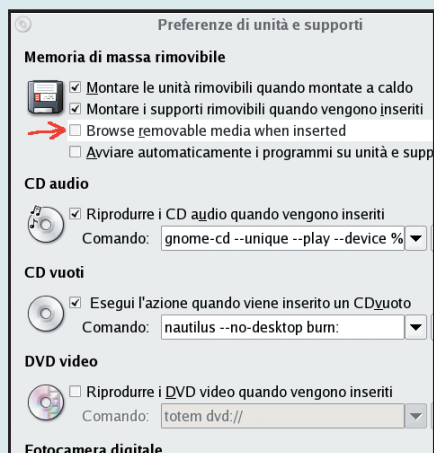 Preferenze di unità e supporti
Memoria di massa rimovibile
Montare le unità rimovibili quando montate a caldo
Montare i supporti rimovibili quando vengono inseriti
Browse removable media when inserted
Avviare automaticamente i programmi su unità e supp
CD audio
Riprodurre i CD audio quando vengono inseriti
Comando: gnome-cd --unique --play --device %
CD vuoti
Esegui l'azione quando viene inserito un CDvuoto
Comando: nautilus --no-desktop burn:
DVD video
Riprodurre i DVD video quando vengono inseriti
Comando: totem dvd://
Fotocamera digitale